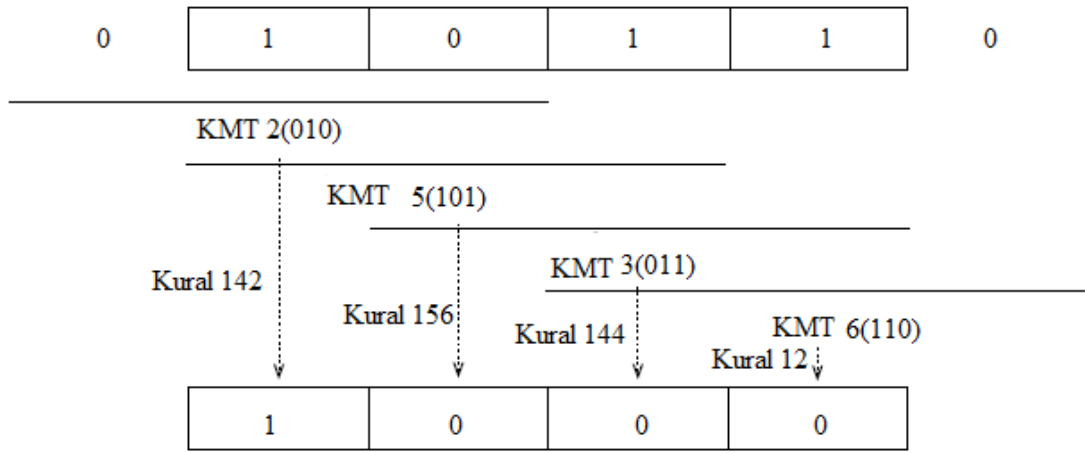 0 1 0 1 1 0
KMT 2(010)
KMT 5(101)
KMT 3(011)
Kural 142
Kural 156
Kural 144
KMT 6(110)
Kural 12
1 0 0 0